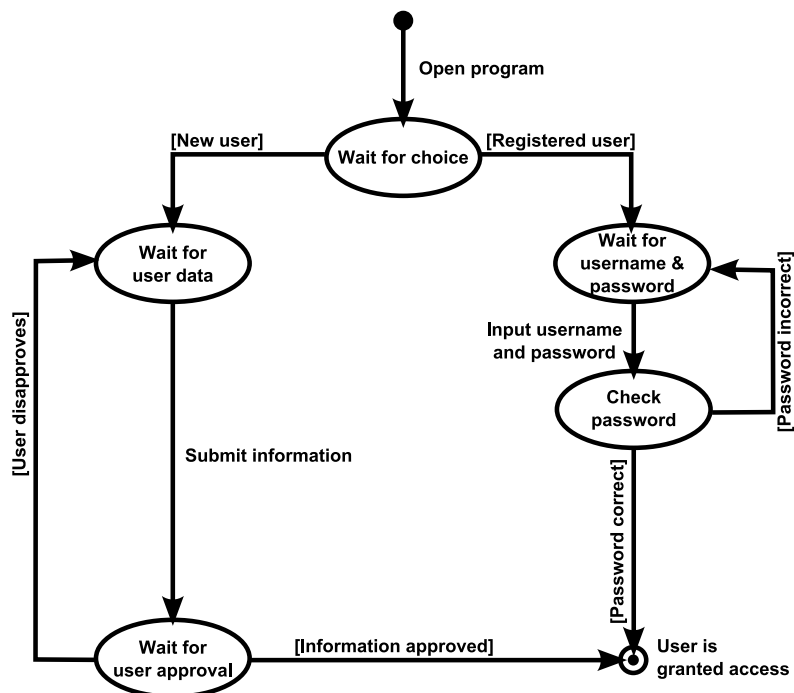 Open program
[New user]
[Registered user]
Wait for choice
Wait for
user data
Wait for
username &
password
Input username
and password
[Password incorrect]
Check
password
[User disapproves]
Submit information
[Password correct]
Wait for
user approval
[Information approved]
User is
granted access